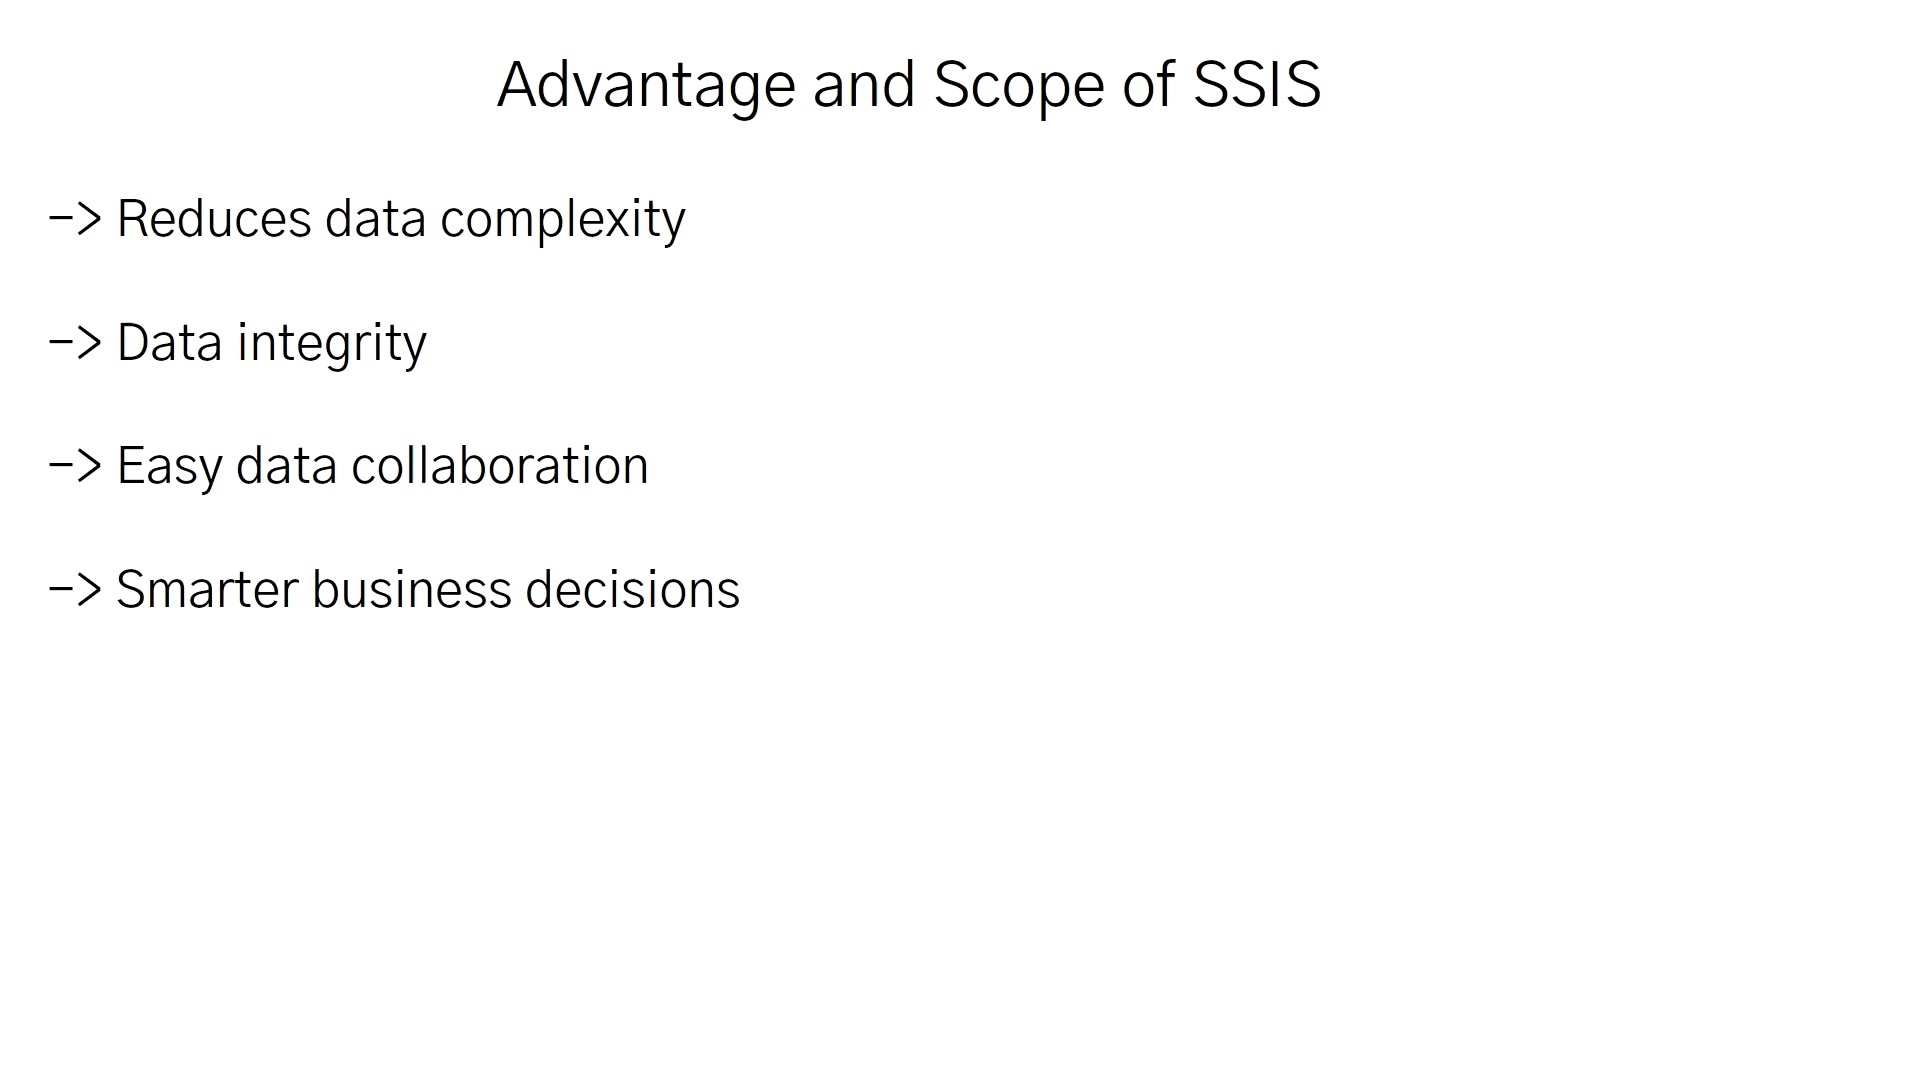 Advantage and Scope of SSIS
-> Reduces data complexity
-> Data integrity
-> Easy data collaboration
-> Smarter business decisions